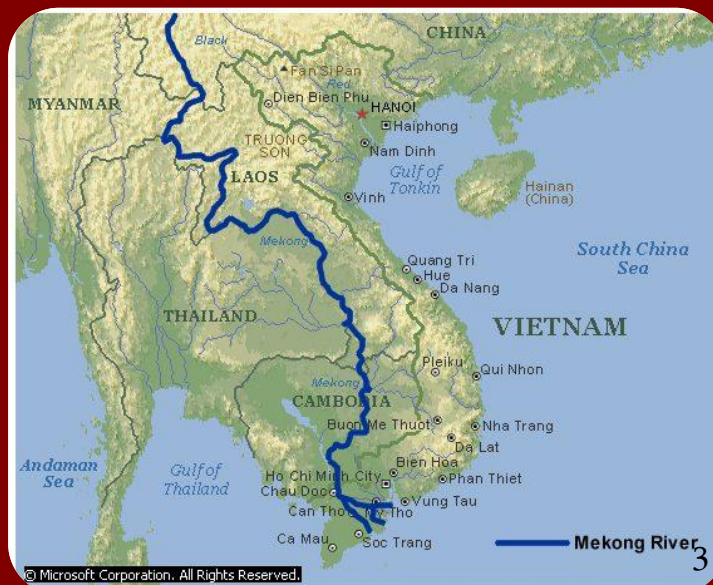 CHINA
Black
Fan Si Pan
Red
MYANMAR
Dien Bien Phu
HANOI
Haiphong
TRUONG
SON
Nam Dinh
Gulf of
Tonkin
LAOS
Hainan
(China)
Vinh
Mekong
South China
Sea
Quang Tri
Hue
Da Nang
THAILAND
VIETNAM
Pleiku
Qui Nhon
Mekong
CAMBODIA
Buon Me Thuot
Nha Trang
Da Lat
Andaman
Sea
Gulf of
Thailand
Bien Hoa
Ho Chi Minh City
Phan Thiet
Chau Doc
Vung Tau
Can Tho
My Tho
Ca Mau
Soc Trang
Mekong River
3
© Microsoft Corporation. All Rights Reserved.